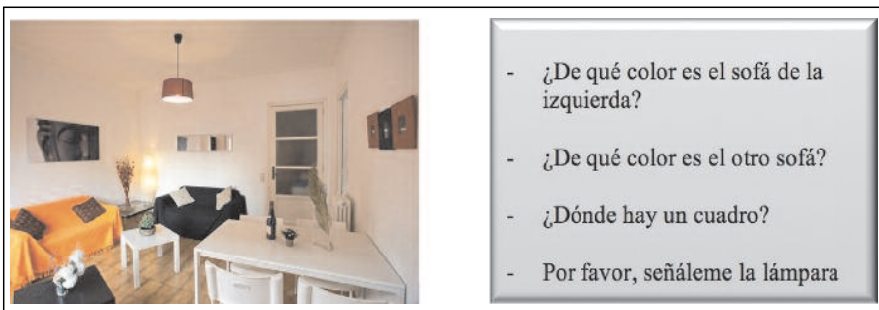 - ¿De qué color es el sofá de la
izquierda?
- ¿De qué color es el otro sofá?
- ¿Dónde hay un cuadro?
- Por favor, señáleme la lámpara